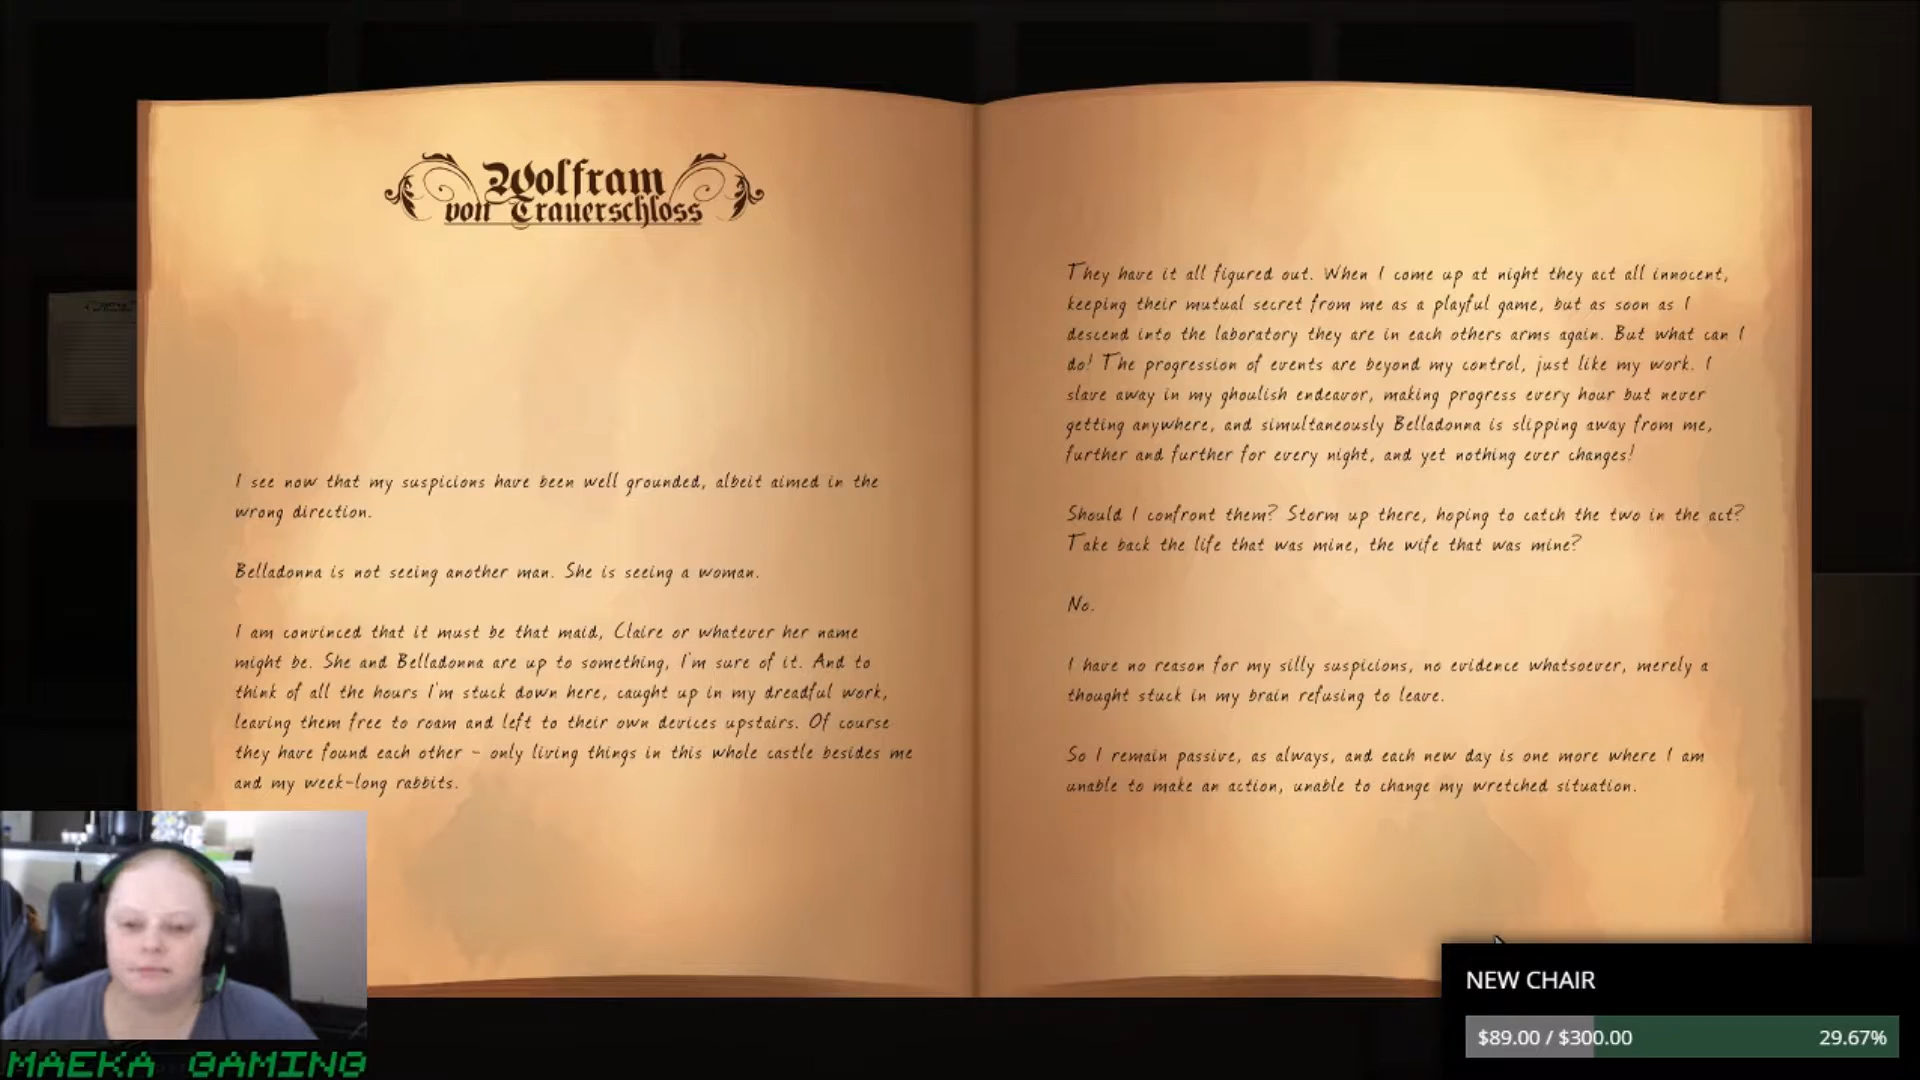 Wolfram
von Trauerschloss
I see now that my suspicions have been well grounded, albeit aimed in the
wrong direction.
Belladonna is not seeing another man. She is seeing a woman.
I am convinced that it must be that maid, Claire or whatever her name
might be. She and Belladonna are up to something, I'm sure of it. And to
think of all the hours I'm stuck down here, caught up in my dreadful work,
leaving them free to roam and left to their own devices upstairs. Of course
they have found each other - only living things in this whole castle besides me
and my week-long rabbits.
They have it all figured out. When I come up at night they act all innocent,
keeping their mutual secret from me as a playful game, but as soon as I
descend into the laboratory they are in each others arms again. But what can I
do! The progression of events are beyond my control, just like my work. I
slave away in my ghoulish endeavor, making progress every hour but never
getting anywhere, and simultaneously Belladonna is slipping away from me,
further and further for every night, and yet nothing ever changes!
Should I confront them? Storm up there, hoping to catch the two in the act?
Take back the life that was mine, the wife that was mine?
No.
I have no reason for my silly suspicions, no evidence whatsoever, merely a
thought stuck in my brain refusing to leave.
So I remain passive, as always, and each new day is one more where I am
unable to make an action, unable to change my wretched situation.
MAEKA GAMING
NEW CHAIR
$89.00 / $300.00 29.67%